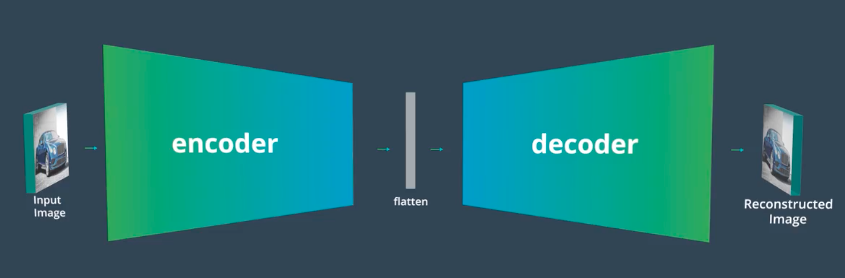 encoder
decoder
Input
Image
flatten
Reconstructed
Image